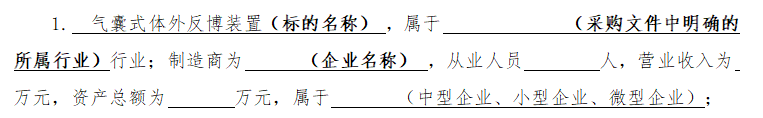 1. 气囊式体外反博装置(标的名称) ，属于 (采购文件中明确的
所属行业)行业；制造商为 (企业名称) ，从业人员 人，营业收入为
万元，资产总额为 万元，属于 (中型企业、小型企业、微型企业)；